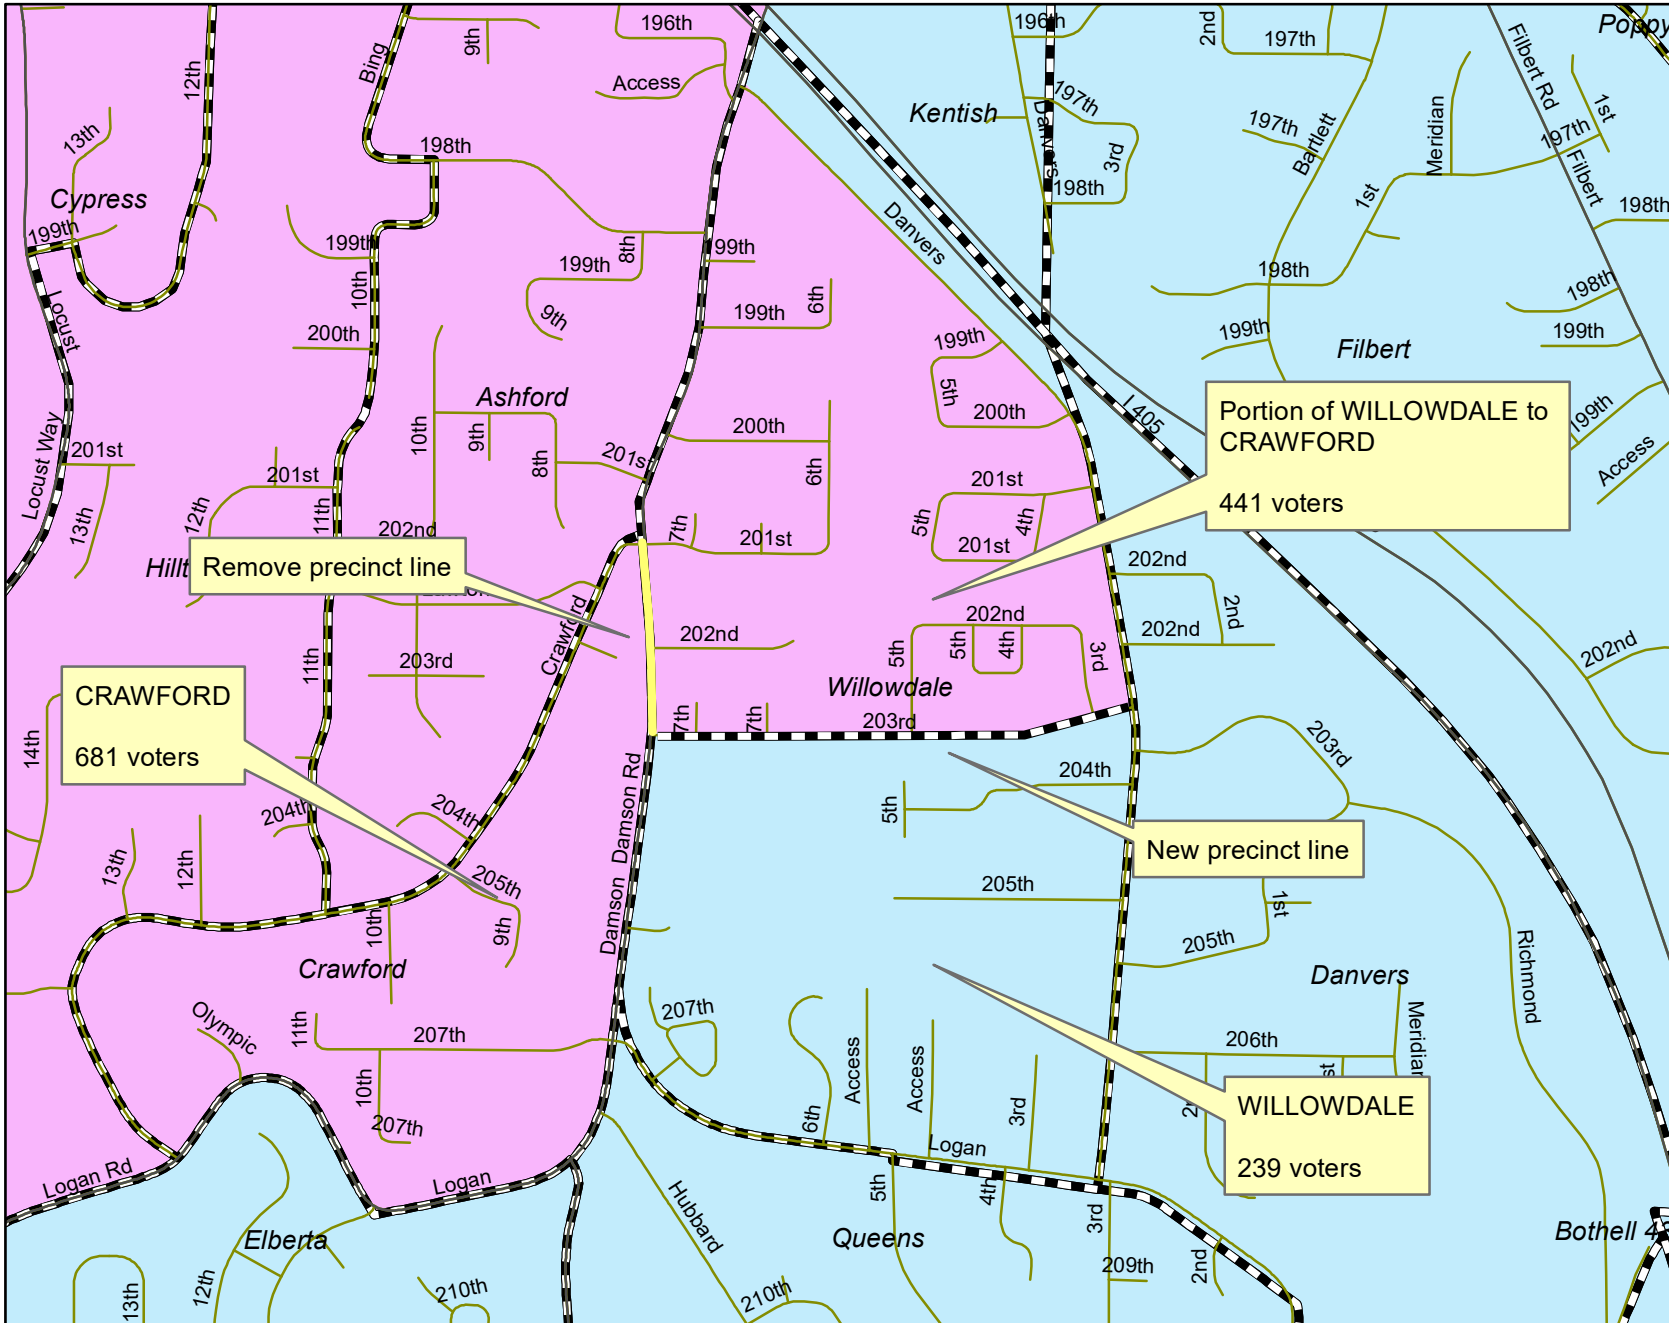 196th
9th
Access
Bing
12th
13th
198th
Cypress
199th
199th
8th
199th
99th
10th
9th
199th
6th
Locust
200th
Ashford
10th
9th
8th
201st
200th
6th
Danvers
199th
5th
200th
Kentish
196th
197th
Danvers
3rd
198th
2nd
197th
197th
Bartlett
Meridian
1st
Filbert Rd
1st
197th
Filbert
198th
Poppy
198th
198th
199th
199th
Filbert
199th
Access
I 405
Portion of WILLOWDALE to
CRAWFORD
441 voters
Locust Way
201st
13th
12th
201st
11th
202nd
Remove precinct line
7th
201st
201st
5th
4th
201st
202nd
2nd
202nd
202nd
Crawford
202nd
202nd
5th
5th
4th
3rd
Willowdale
203rd
11th
7th
7th
203rd
CRAWFORD
681 voters
14th
203rd
204th
204th
13th
12th
205th
9th
10th
Damson Rd
Damson
204th
5th
New precinct line
205th
1st
205th
Richmond
Crawford
Danvers
Olympic
11th
207th
10th
207th
207th
Access
Access
6th
3rd
206th
Meridian
WILLOWDALE
239 voters
Logan Rd
Logan
Logan
5th
4th
3rd
Hubbard
Queens
Elberta
12th
13th
210th
210th
209th
2nd
Bothell